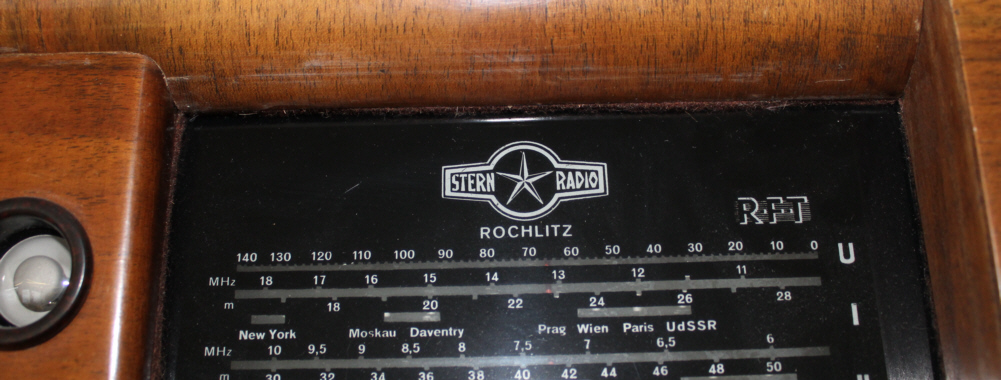 STERN RADIO
ROCHLITZ
R·F·T
140 130 120 110 100 90 80 70 60 50 40 30 20 10 0 U
MHz 18 17 16 15 14 13 12 11
m 18 20 22 24 26 28 I
New York Moskau Daventry Prag Wien Paris UdSSR
MHz 10 9,5 9 8,5 8 7,5 7 6,5 6
m 30 32 34 36 38 40 42 44 46 48 50